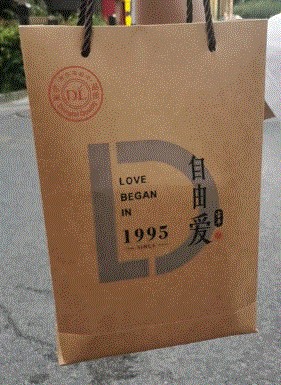 DL
LOVE
BEGAN
IN
1995
SINCE
自由爱